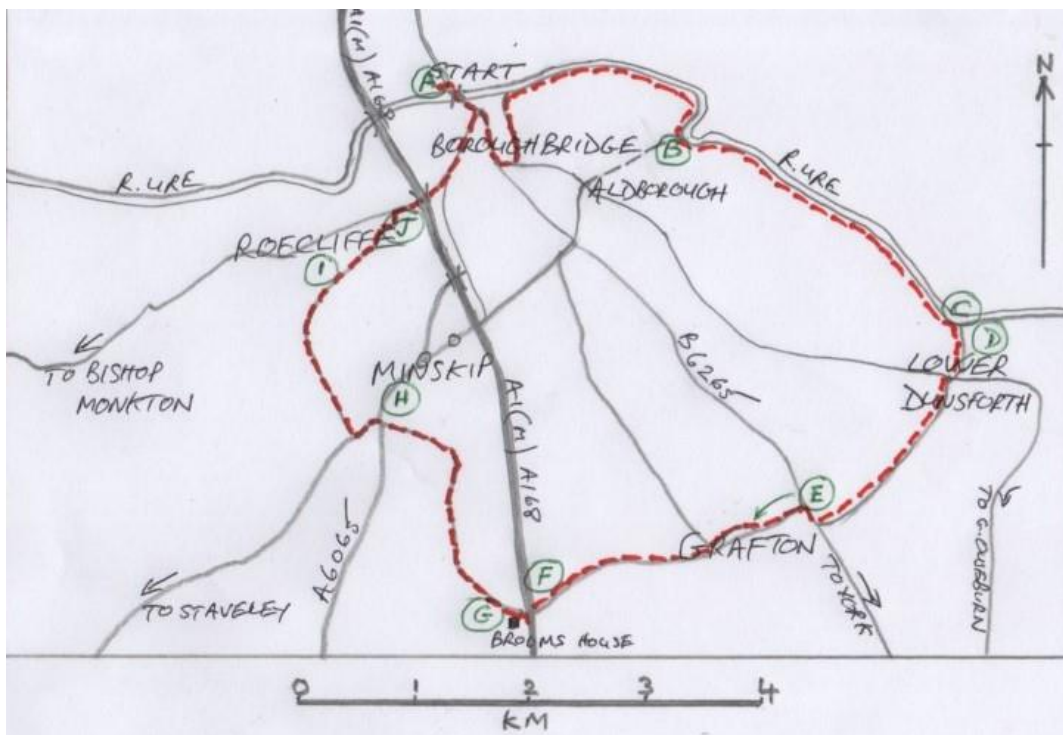 A1(M) A168
START
A
N
BOROUGHBRIDGE
B
R. URE
ALDBOROUGH
R. URE
ROECLIFFE
J
I
C
D
B6265
LOWER
DUNSFORTH
TO BISHOP
MONKTON
MINSKIP
H
A1(M) A168
E
GRAFTON
TO G. OUSEBURN
F
TO YORK
A6065
TO STAVELEY
G
BROOMS HOUSE
0 1 2 3 4
KM